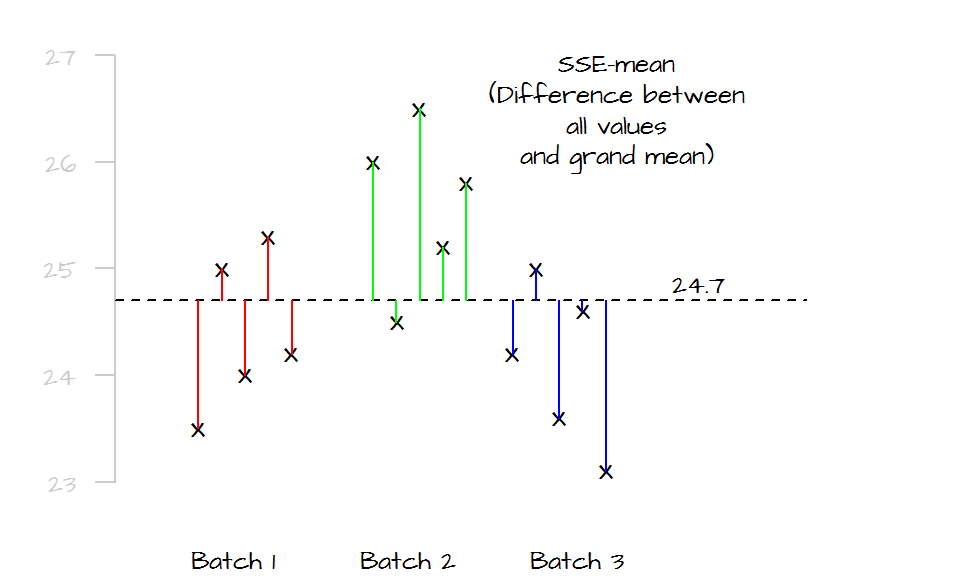 27
SSE-mean
(Difference between
all values
and grand mean)
26
25
24.7
24
23
Batch 1
Batch 2
Batch 3